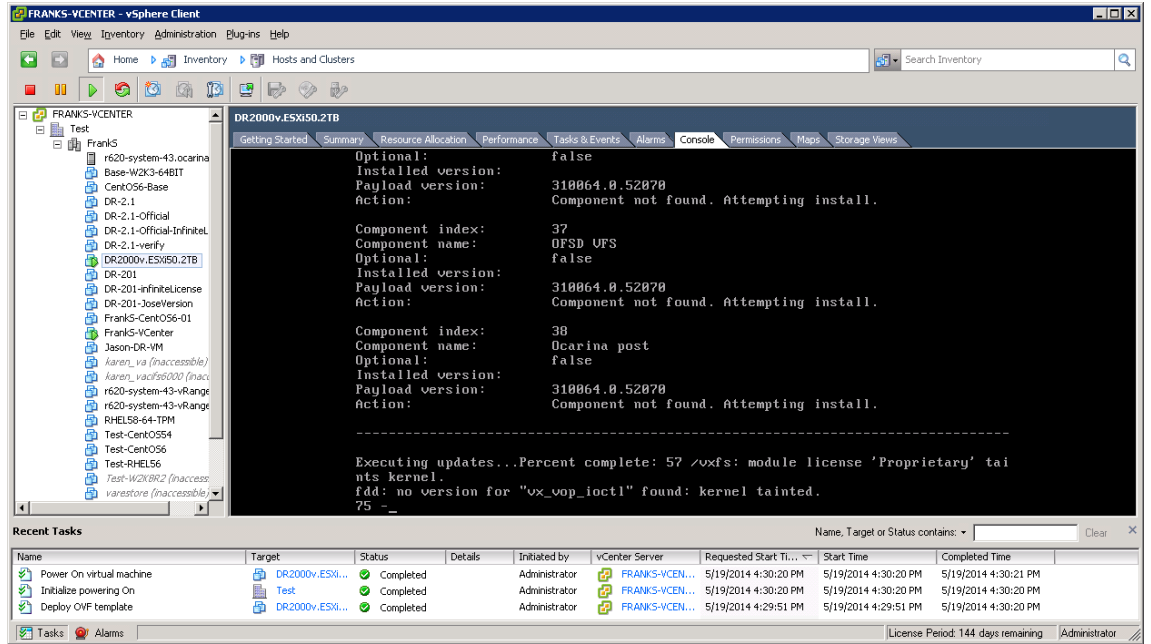 FRANKS-VCENTER - vSphere Client
File Edit View Inventory Administration Plug-ins Help
Home Inventory Hosts and Clusters
Search Inventory
FRANKS-VCENTER
Test
FrankS
r620-system-43.ocarina
Base-W2K3-64BIT
CentOS6-Base
DR-2.1
DR-2.1-Official
DR-2.1-Official-InfiniteL
DR-2.1-verify
DR2000v.ESXi50.2TB
DR-201
DR-201-infiniteLicense
DR-201-JoseVersion
FrankS-CentOS6-01
FrankS-VCenter
Jason-DR-VM
karen_va (inaccessible)
karen_vacifs6000 (inacc
r620-system-43-vRange
r620-system-43-vRange
RHEL58-64-TPM
Test-CentOS54
Test-CentOS6
Test-RHEL56
Test-W2K8R2 (inaccess
varestore (inaccessible)
DR2000v.ESXi50.2TB
Getting Started Summary Resource Allocation Performance Tasks & Events Alarms Console Permissions Maps Storage Views
Optional: false
Installed version:
Payload version: 310064.0.52070
Action: Component not found. Attempting install.
Component index: 37
Component name: OFSD VFS
Optional: false
Installed version:
Payload version: 310064.0.52070
Action: Component not found. Attempting install.
Component index: 38
Component name: Ocarina post
Optional: false
Installed version:
Payload version: 310064.0.52070
Action: Component not found. Attempting install.
--------------------------------------------------------------------------------
Executing updates...Percent complete: 57 /vxfs: module license 'Proprietary' tai
nts kernel.
fdd: no version for "vx_vop_ioctl" found: kernel tainted.
75 -_
Recent Tasks
Name, Target or Status contains: Clear
Name Target Status Details Initiated by vCenter Server Requested Start Ti... Start Time Completed Time
Power On virtual machine DR2000v.ESXi... Completed Administrator FRANKS-VCEN... 5/19/2014 4:30:20 PM 5/19/2014 4:30:20 PM 5/19/2014 4:30:21 PM
Initialize powering On Test Completed Administrator FRANKS-VCEN... 5/19/2014 4:30:20 PM 5/19/2014 4:30:20 PM 5/19/2014 4:30:20 PM
Deploy OVF template DR2000v.ESXi... Completed Administrator FRANKS-VCEN... 5/19/2014 4:29:51 PM 5/19/2014 4:29:51 PM 5/19/2014 4:30:20 PM
Tasks Alarms License Period: 144 days remaining Administrator